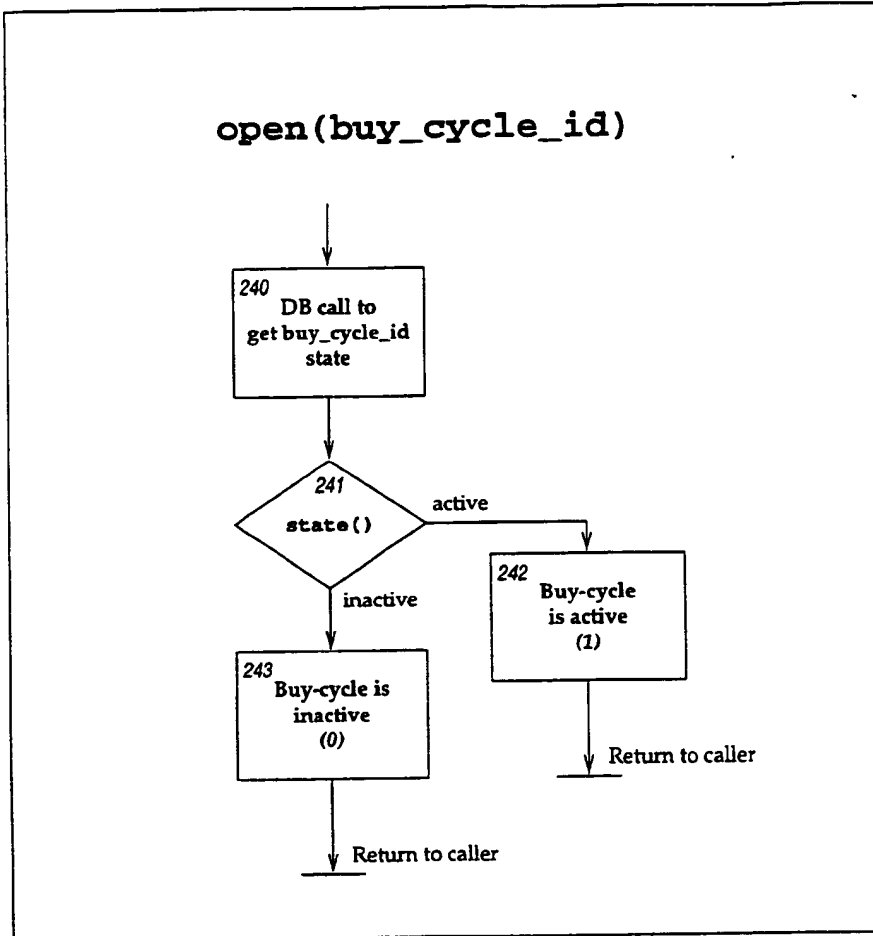 open(buy_cycle_id)
240
DB call to
get buy_cycle_id
state
241
state()
active
inactive
242
Buy-cycle
is active
(1)
243
Buy-cycle is
inactive
(0)
Return to caller
Return to caller